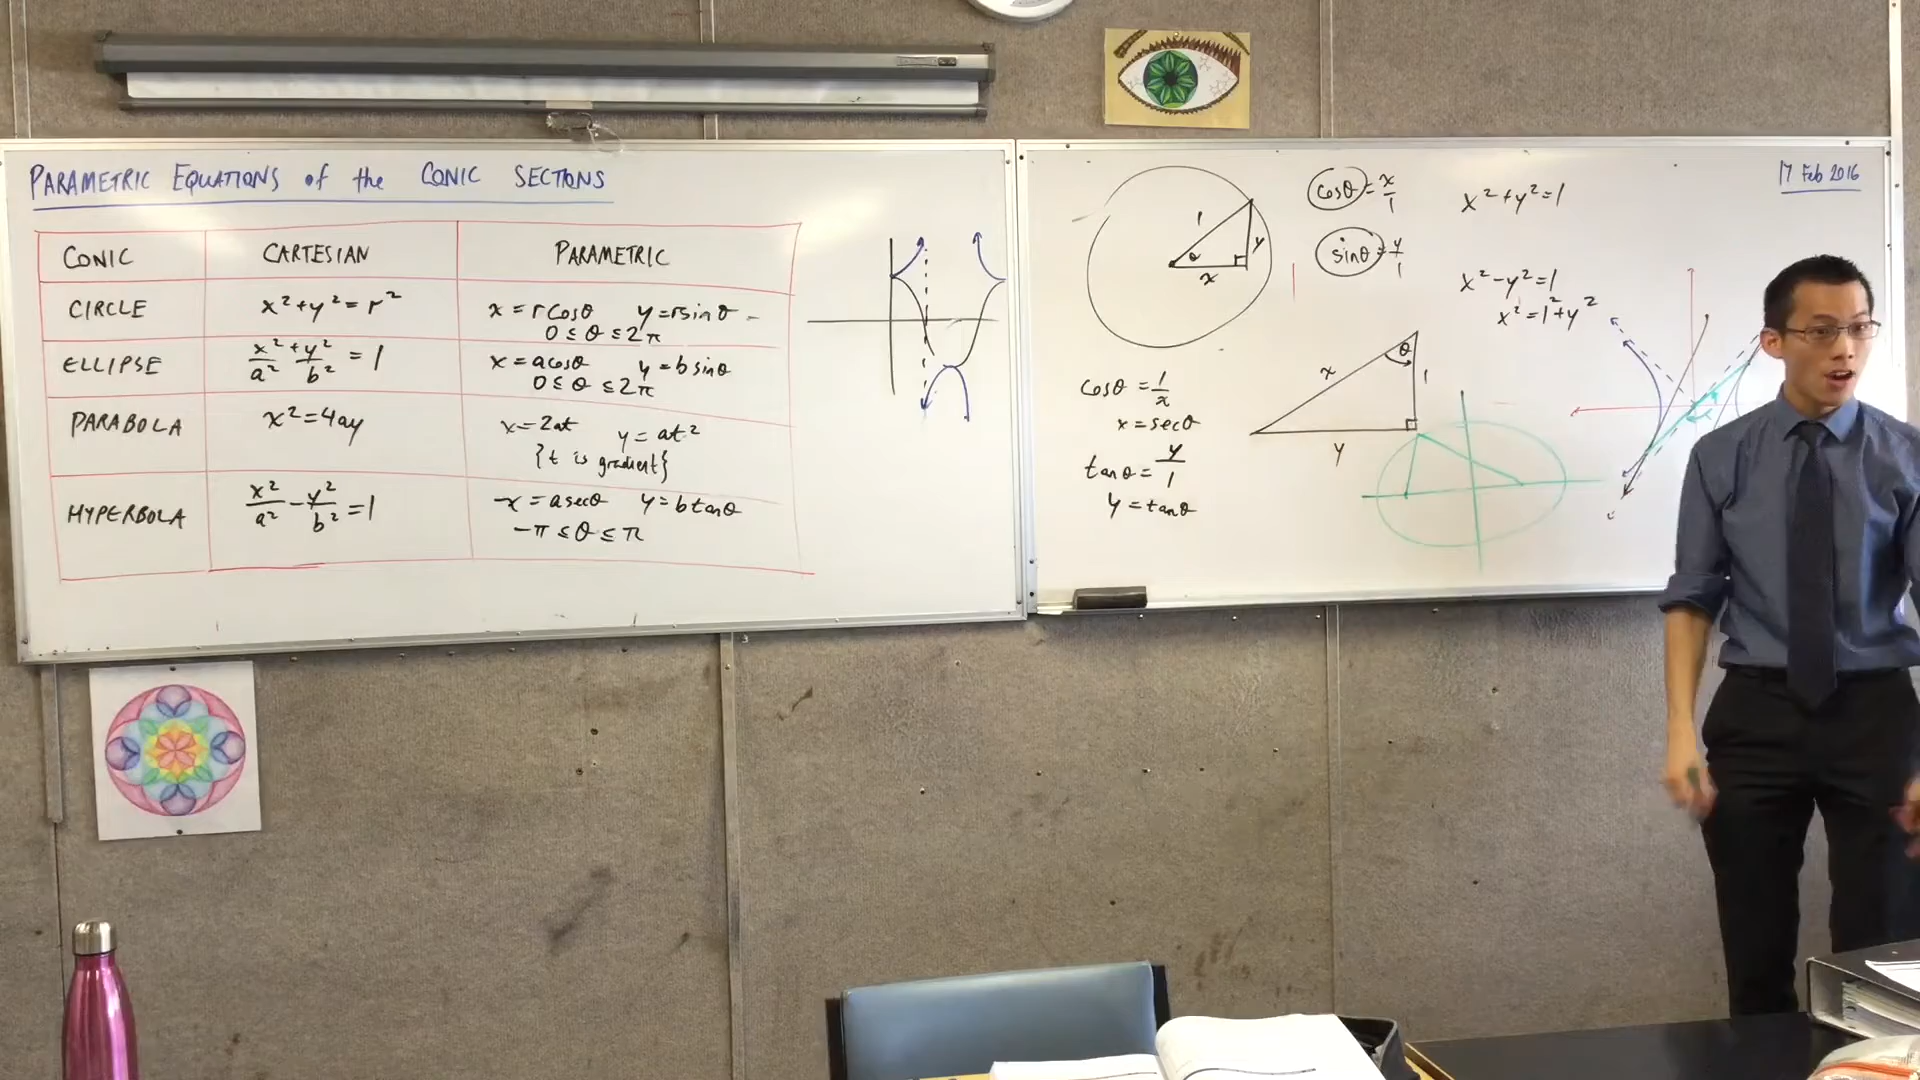 PARAMETRIC EQUATIONS of the CONIC SECTIONS
CONIC CARTESIAN PARAMETRIC
CIRCLE x² + y² = r² x = r cosθ y = r sinθ
0 ≤ θ ≤ 2π
ELLIPSE x²/a² + y²/b² = 1 x = a cosθ y = b sinθ
0 ≤ θ ≤ 2π
PARABOLA x² = 4ay x = 2at y = at²
{t is gradient}
HYPERBOLA x²/a² − y²/b² = 1 x = a secθ y = b tanθ
−π ≤ θ ≤ π
1 y x θ
cosθ = x/1
sinθ = y/1
x² + y² = 1
x² − y² = 1
x² = 1² + y²
17 Feb 2016
x θ 1 y
cosθ = 1/x
x = secθ
tanθ = y/1
y = tanθ